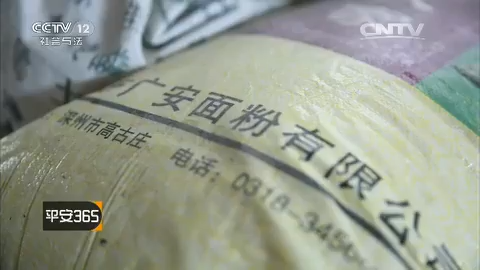 CCTV 12
社会与法
CNTV
广安面粉有限公
深州市高古庄
电话：0318-345
平安365